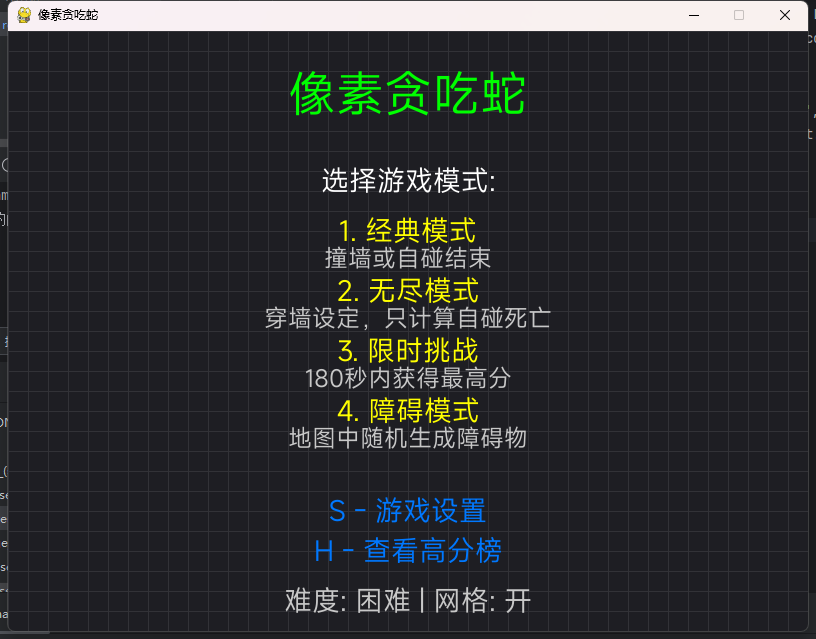 像素贪吃蛇
像素贪吃蛇
选择游戏模式:
1. 经典模式
撞墙或自碰结束
2. 无尽模式
穿墙设定，只计算自碰死亡
3. 限时挑战
180秒内获得最高分
4. 障碍模式
地图中随机生成障碍物
S - 游戏设置
H - 查看高分榜
难度: 困难 | 网格: 开